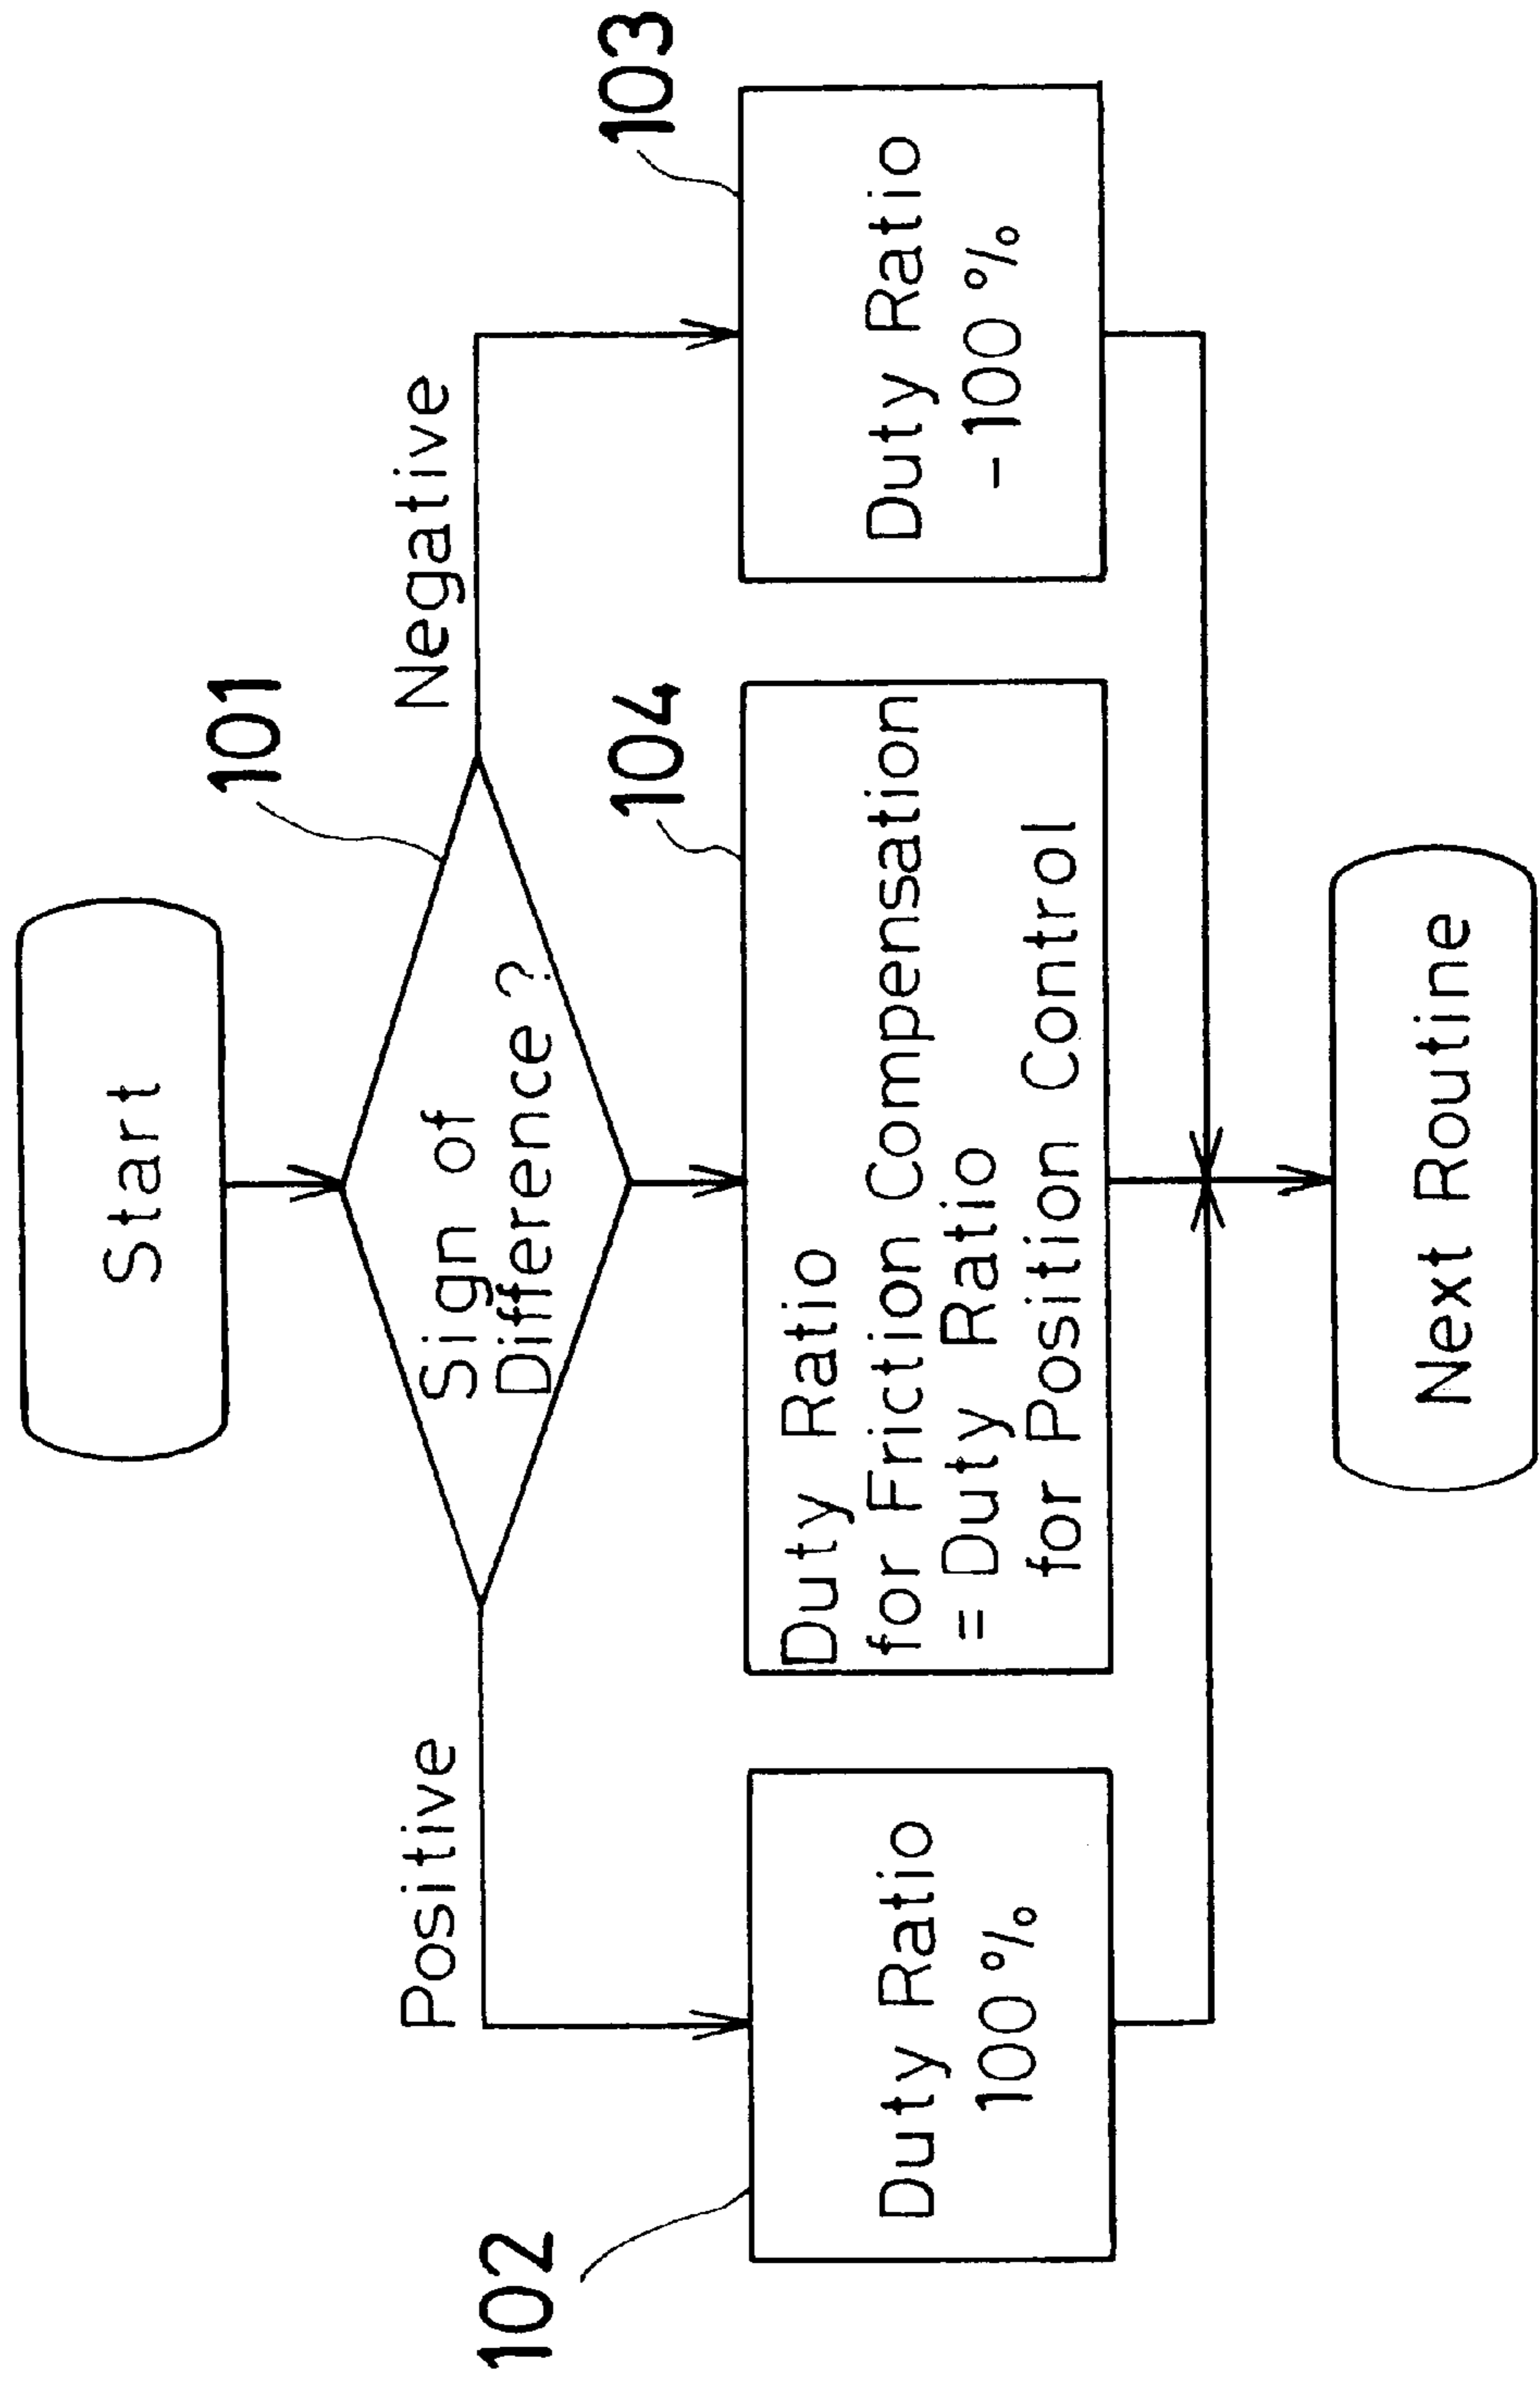 Start
101
Sign of
Difference ?
Positive
Negative
102
Duty Ratio
100 %
104
Duty Ratio
for Friction Compensation
= Duty Ratio
for Position Control
103
Duty Ratio
- 100 %
Next Routine